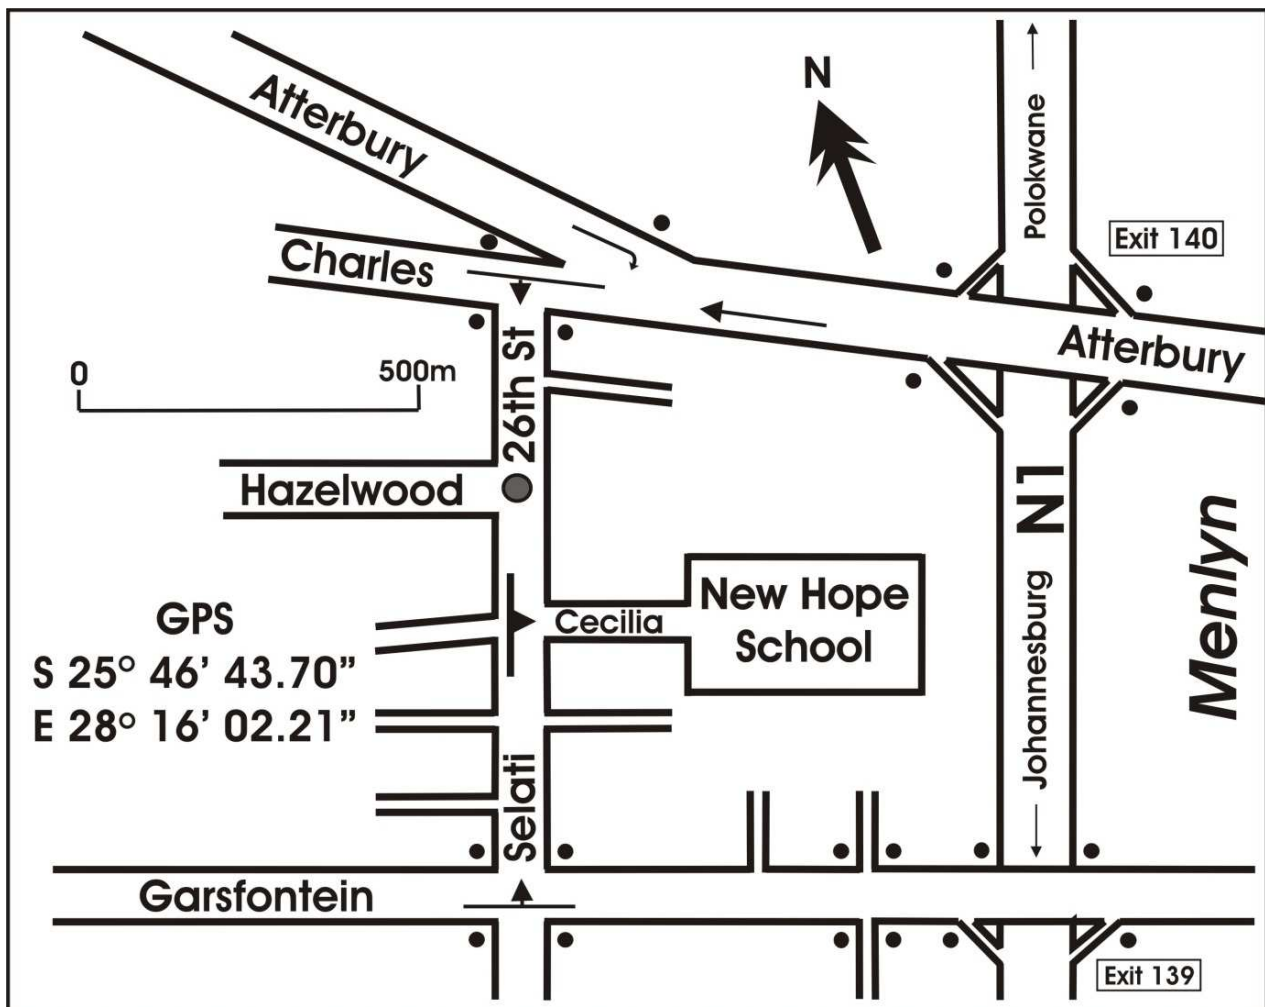 Atterbury
N
Polokwane
Exit 140
Charles
Atterbury
0 500m
26th St
Hazelwood
N1
Menlyn
New Hope
School
Cecilia
GPS
S 25° 46’ 43.70”
E 28° 16’ 02.21”
Johannesburg
Selati
Garsfontein
Exit 139